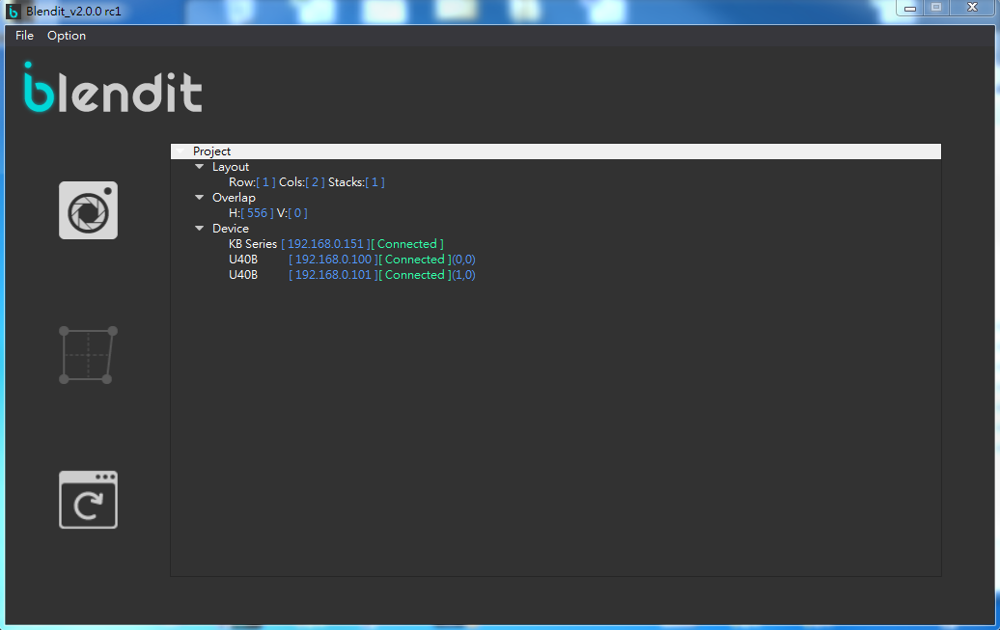 Blendit_v2.0.0 rc1
File Option
blendit
Project
Layout
Row:[ 1 ] Cols:[ 2 ] Stacks:[ 1 ]
Overlap
H:[ 556 ] V:[ 0 ]
Device
KB Series [ 192.168.0.151 ][ Connected ]
U40B [ 192.168.0.100 ][ Connected ](0,0)
U40B [ 192.168.0.101 ][ Connected ](1,0)